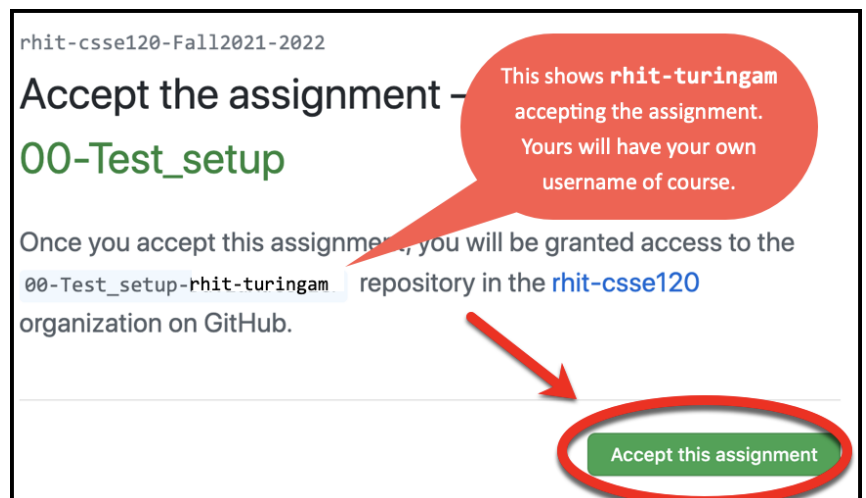 rhit-csse120-Fall2021-2022
Accept the assignment –
00-Test_setup
This shows rhit-turingam
accepting the assignment.
Yours will have your own
username of course.
Once you accept this assignment, you will be granted access to the
00-Test_setup-rhit-turingam repository in the rhit-csse120
organization on GitHub.
Accept this assignment